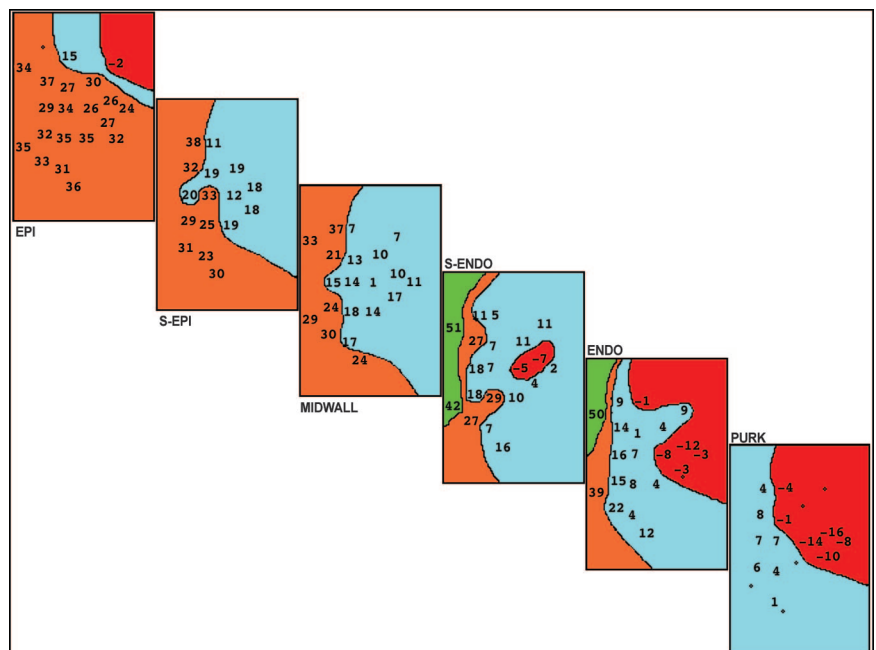 15
−2
34
37 27 30
29 34 26 26 24
27
32 35 35 32
35
33
31
36
EPI
38 11
32 19 19
20 33 12 18
18
29 25 19
31
23
30
S-EPI
37 7
33 7
21 13 10
15 14 1 10 11
17
24 18 14
29
30 17
24
MIDWALL
S-ENDO
11 5
51 11
27 7 11
−7
18 7 −5 2
4
18 29 10
42
27 7
16
ENDO
9 −1 9
50
14 1 4
−12
16 7 −8 −3
−3
15 8 4
39
22 4
12
PURK
4 −4
8 −1
−16
7 7 −14 −8
−10
6 4
1